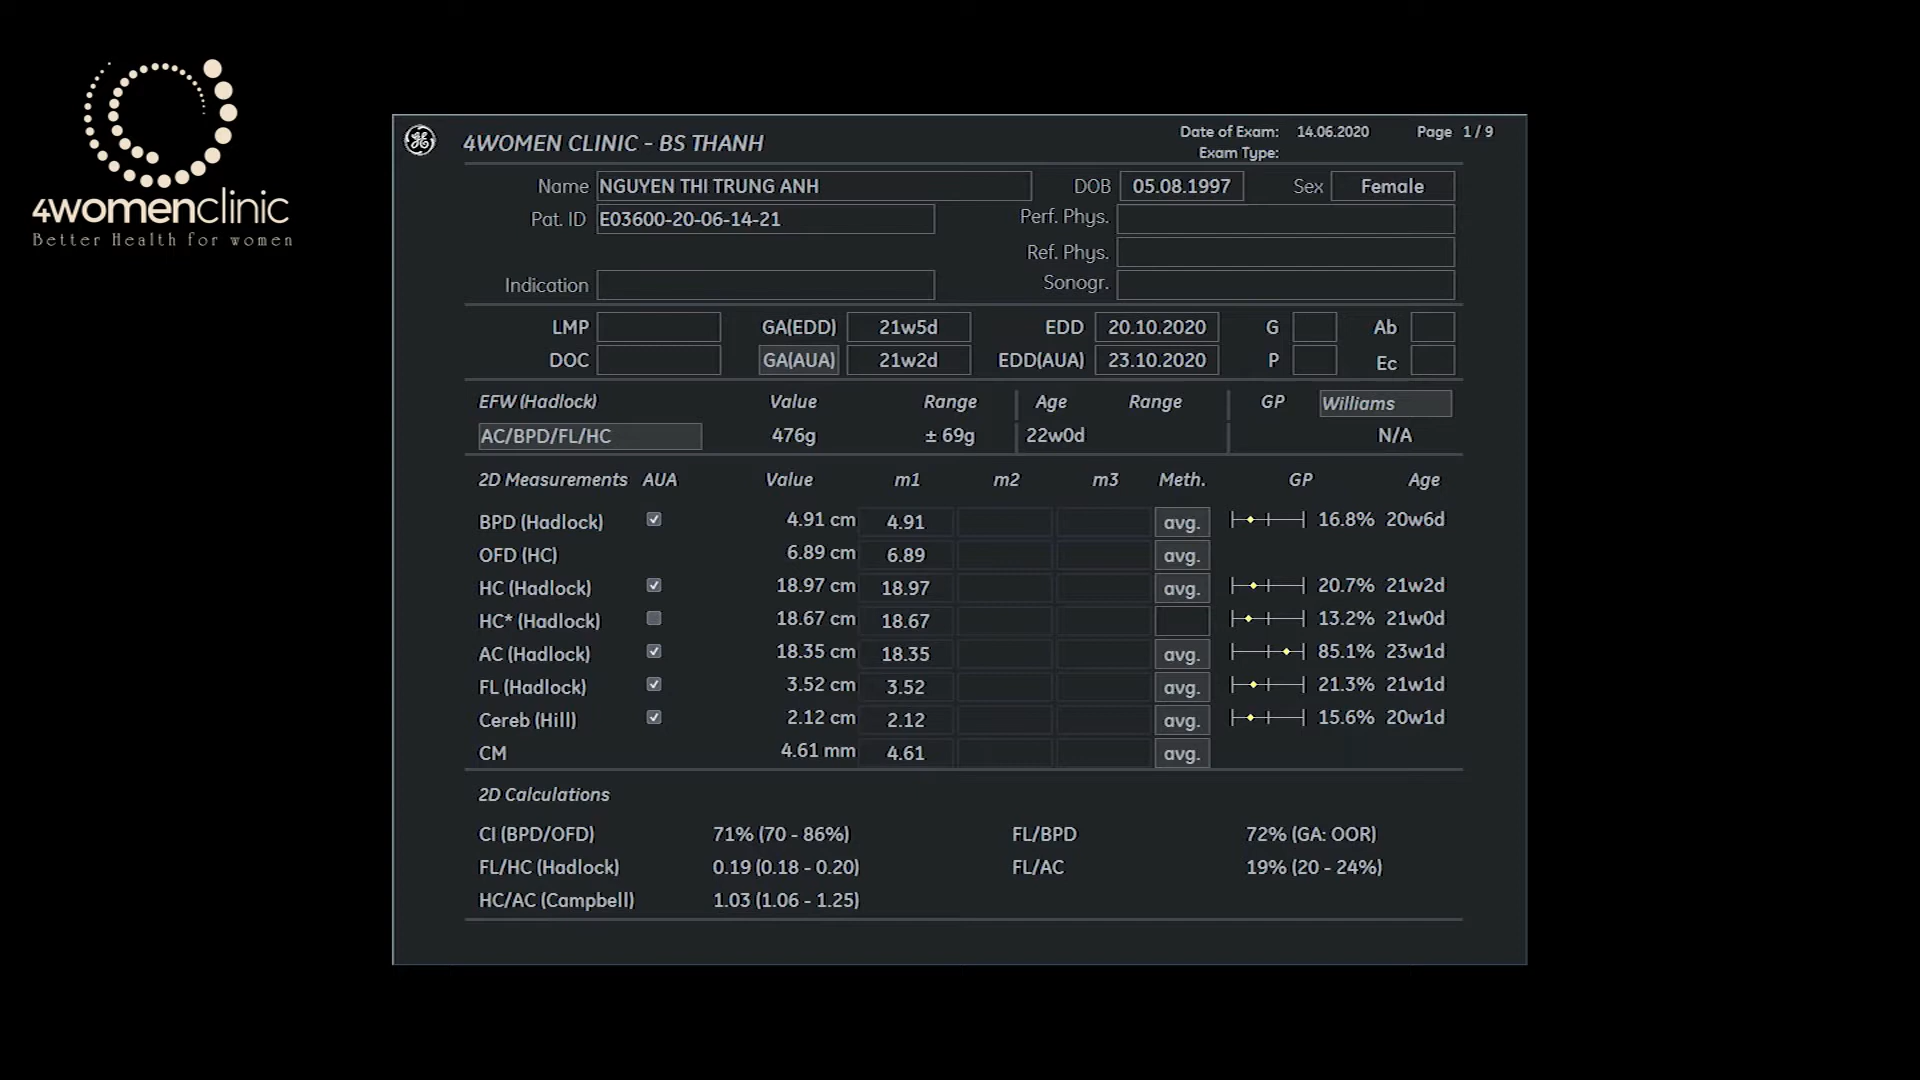 4womenclinic
Better Health for women
4WOMEN CLINIC - BS THANH
Date of Exam: 14.06.2020 Page 1 / 9
Exam Type:
Name NGUYEN THI TRUNG ANH DOB 05.08.1997 Sex Female
Pat. ID E03600-20-06-14-21 Perf. Phys.
Ref. Phys.
Indication Sonogr.
LMP GA(EDD) 21w5d EDD 20.10.2020 G Ab
DOC GA(AUA) 21w2d EDD(AUA) 23.10.2020 P Ec
EFW (Hadlock) Value Range Age Range GP Williams
AC/BPD/FL/HC 476g ± 69g 22w0d N/A
2D Measurements AUA Value m1 m2 m3 Meth. GP Age
BPD (Hadlock) 4.91 cm 4.91 avg. 16.8% 20w6d
OFD (HC) 6.89 cm 6.89 avg.
HC (Hadlock) 18.97 cm 18.97 avg. 20.7% 21w2d
HC* (Hadlock) 18.67 cm 18.67 13.2% 21w0d
AC (Hadlock) 18.35 cm 18.35 avg. 85.1% 23w1d
FL (Hadlock) 3.52 cm 3.52 avg. 21.3% 21w1d
Cereb (Hill) 2.12 cm 2.12 avg. 15.6% 20w1d
CM 4.61 mm 4.61 avg.
2D Calculations
CI (BPD/OFD) 71% (70 - 86%) FL/BPD 72% (GA: OOR)
FL/HC (Hadlock) 0.19 (0.18 - 0.20) FL/AC 19% (20 - 24%)
HC/AC (Campbell) 1.03 (1.06 - 1.25)